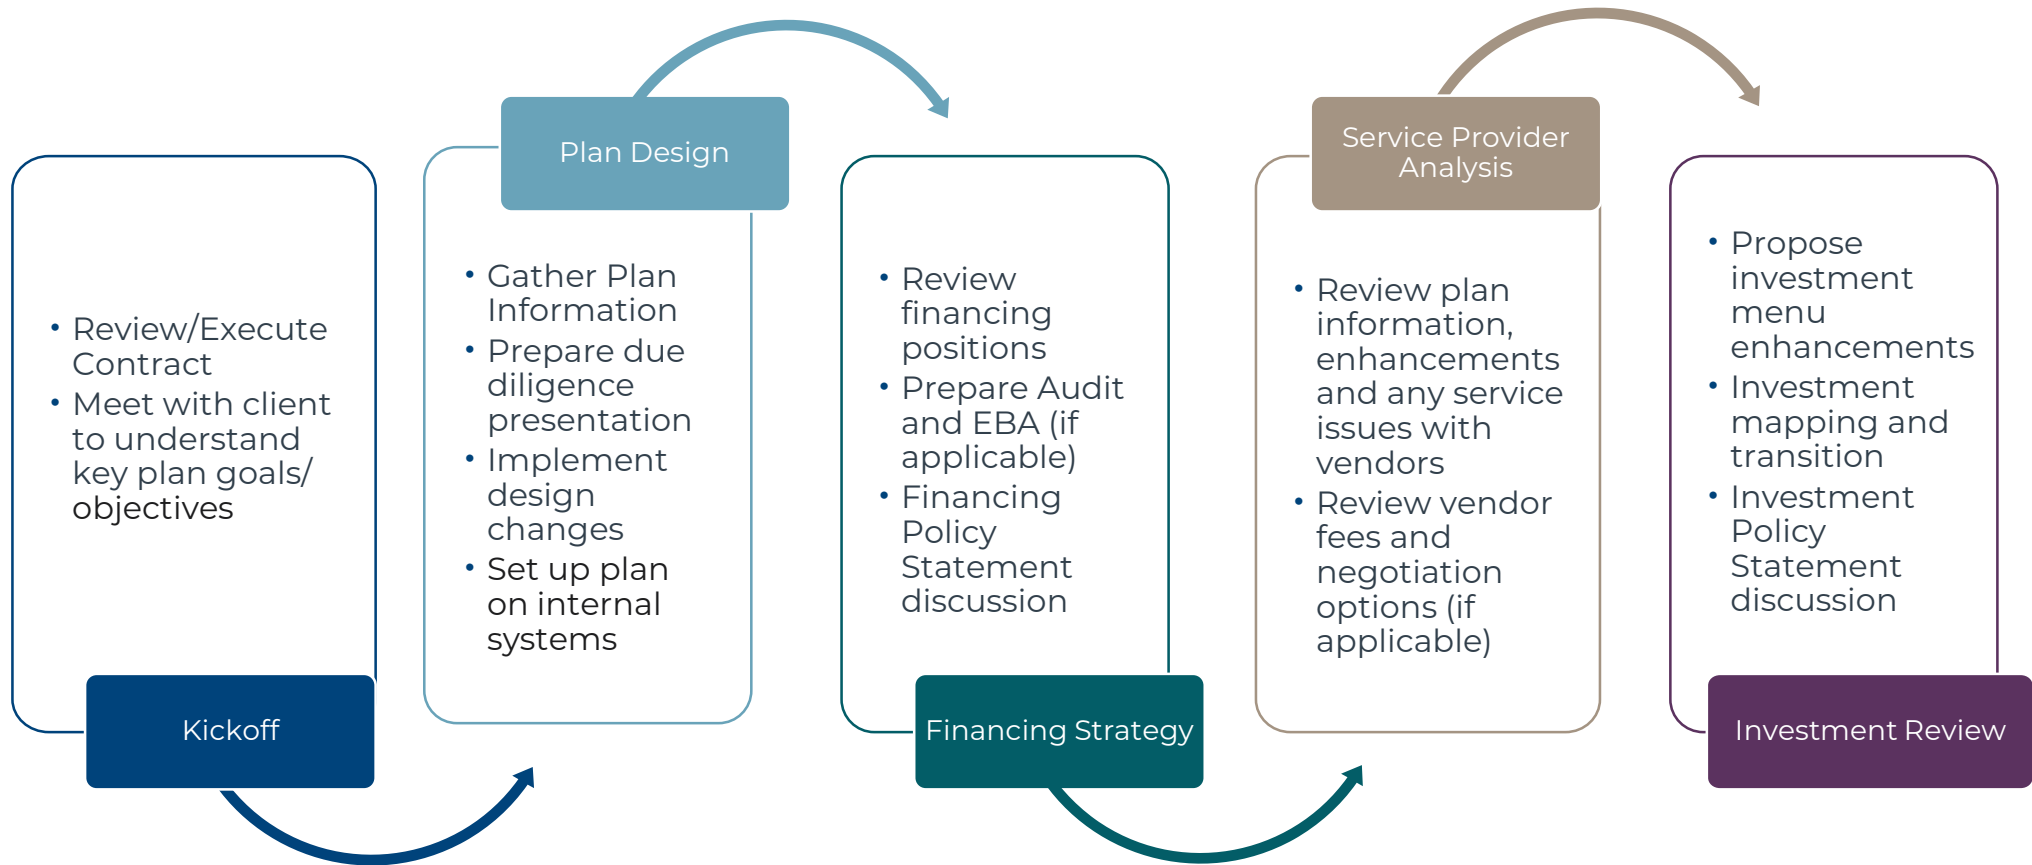 Review/Execute
Contract
Meet with client
to understand
key plan goals/
objectives
Kickoff
Plan Design
Gather Plan
Information
Prepare due
diligence
presentation
Implement
design
changes
Set up plan
on internal
systems
Review
financing
positions
Prepare Audit
and EBA (if
applicable)
Financing
Policy
Statement
discussion
Financing Strategy
Service Provider
Analysis
Review plan
information,
enhancements
and any service
issues with
vendors
Review vendor
fees and
negotiation
options (if
applicable)
Propose
investment
menu
enhancements
Investment
mapping and
transition
Investment
Policy
Statement
discussion
Investment Review